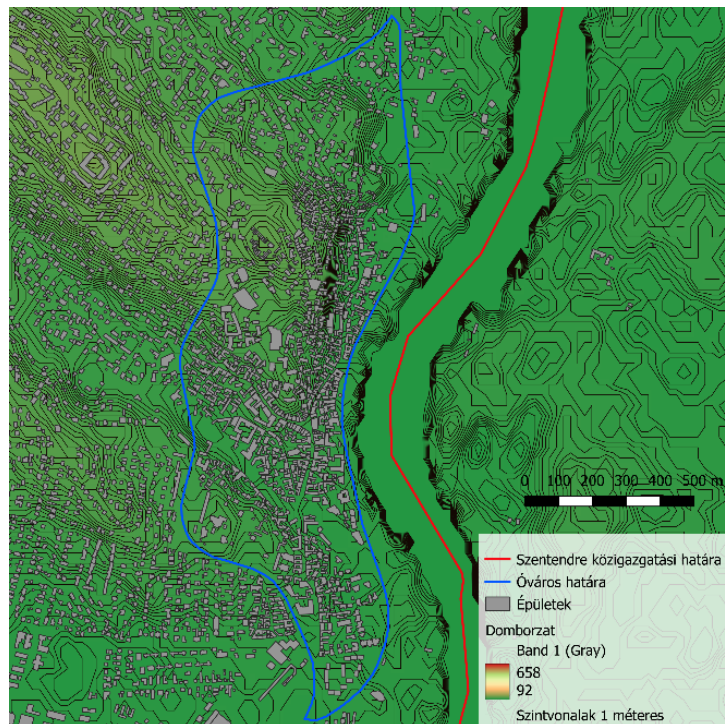 0 100 200 300 400 500 m
Szentendre közigazgatási határa
Óváros határa
Épületek
Domborzat
Band 1 (Gray)
658
92
Szintvonalak 1 méteres